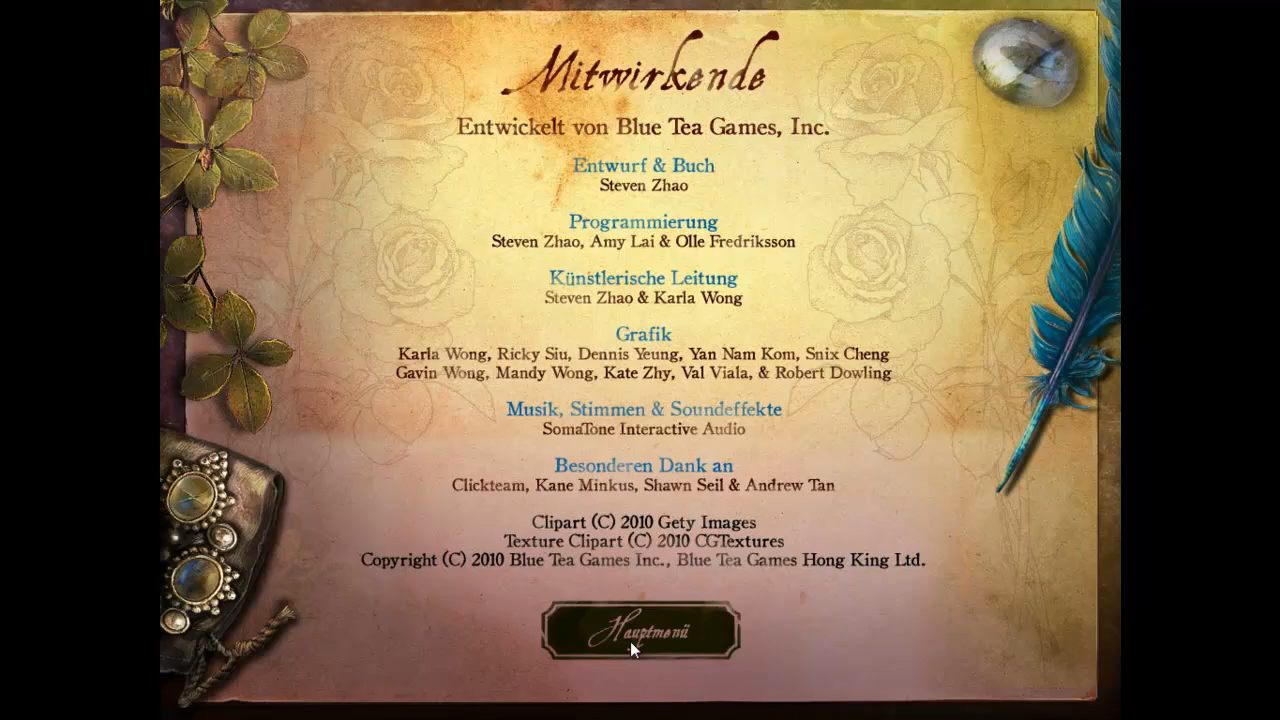 Mitwirkende
Entwickelt von Blue Tea Games, Inc.
Entwurf & Buch
Steven Zhao
Programmierung
Steven Zhao, Amy Lai & Olle Fredriksson
Künstlerische Leitung
Steven Zhao & Karla Wong
Grafik
Karla Wong, Ricky Siu, Dennis Yeung, Yan Nam Kom, Snix Cheng
Gavin Wong, Mandy Wong, Kate Zhy, Val Viala, & Robert Dowling
Musik, Stimmen & Soundeffekte
SomaTone Interactive Audio
Besonderen Dank an
Clickteam, Kane Minkus, Shawn Seil & Andrew Tan
Clipart (C) 2010 Gety Images
Texture Clipart (C) 2010 CGTextures
Copyright (C) 2010 Blue Tea Games Inc., Blue Tea Games Hong King Ltd.
Hauptmenü